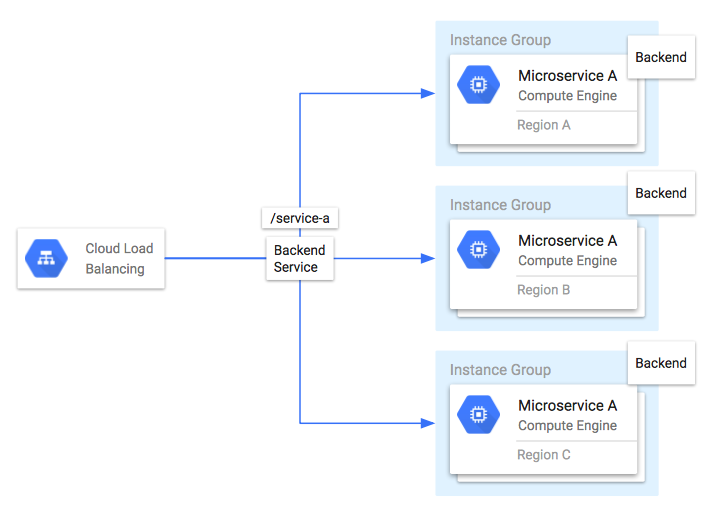 Instance Group
Backend
Microservice A
Compute Engine
Region A
/service-a
Cloud Load
Balancing
Backend
Service
Instance Group
Backend
Microservice A
Compute Engine
Region B
Instance Group
Backend
Microservice A
Compute Engine
Region C